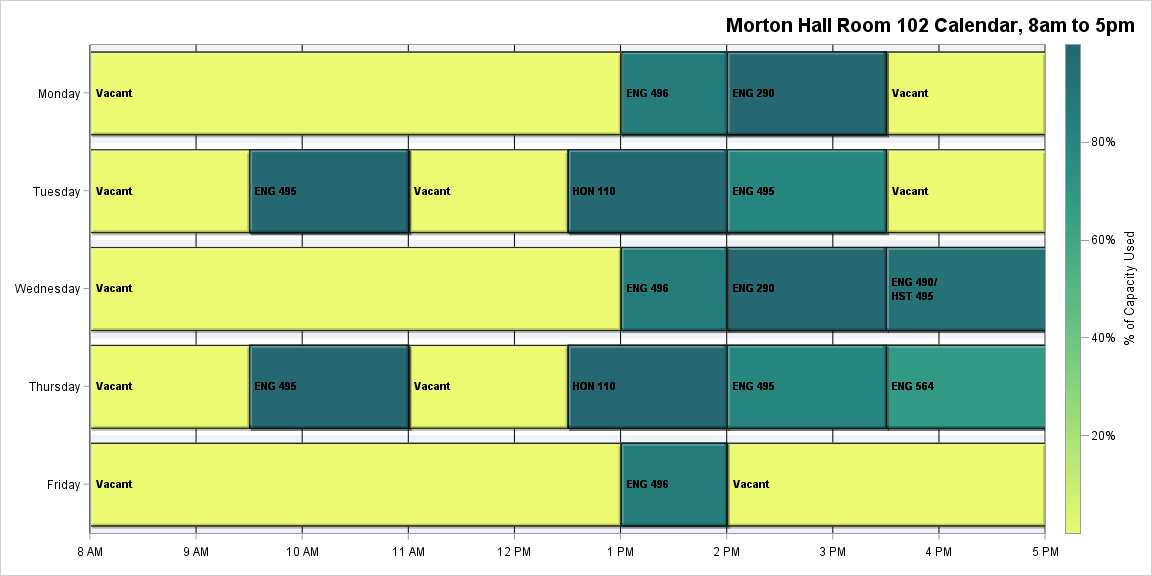 Morton Hall Room 102 Calendar, 8am to 5pm
Monday
Vacant
ENG 496
ENG 290
Vacant
Tuesday
Vacant
ENG 495
Vacant
HON 110
ENG 495
Vacant
Wednesday
Vacant
ENG 496
ENG 290
ENG 490/
HST 495
Thursday
Vacant
ENG 495
Vacant
HON 110
ENG 495
ENG 564
Friday
Vacant
ENG 496
Vacant
8 AM
9 AM
10 AM
11 AM
12 PM
1 PM
2 PM
3 PM
4 PM
5 PM
80%
60%
40%
20%
% of Capacity Used